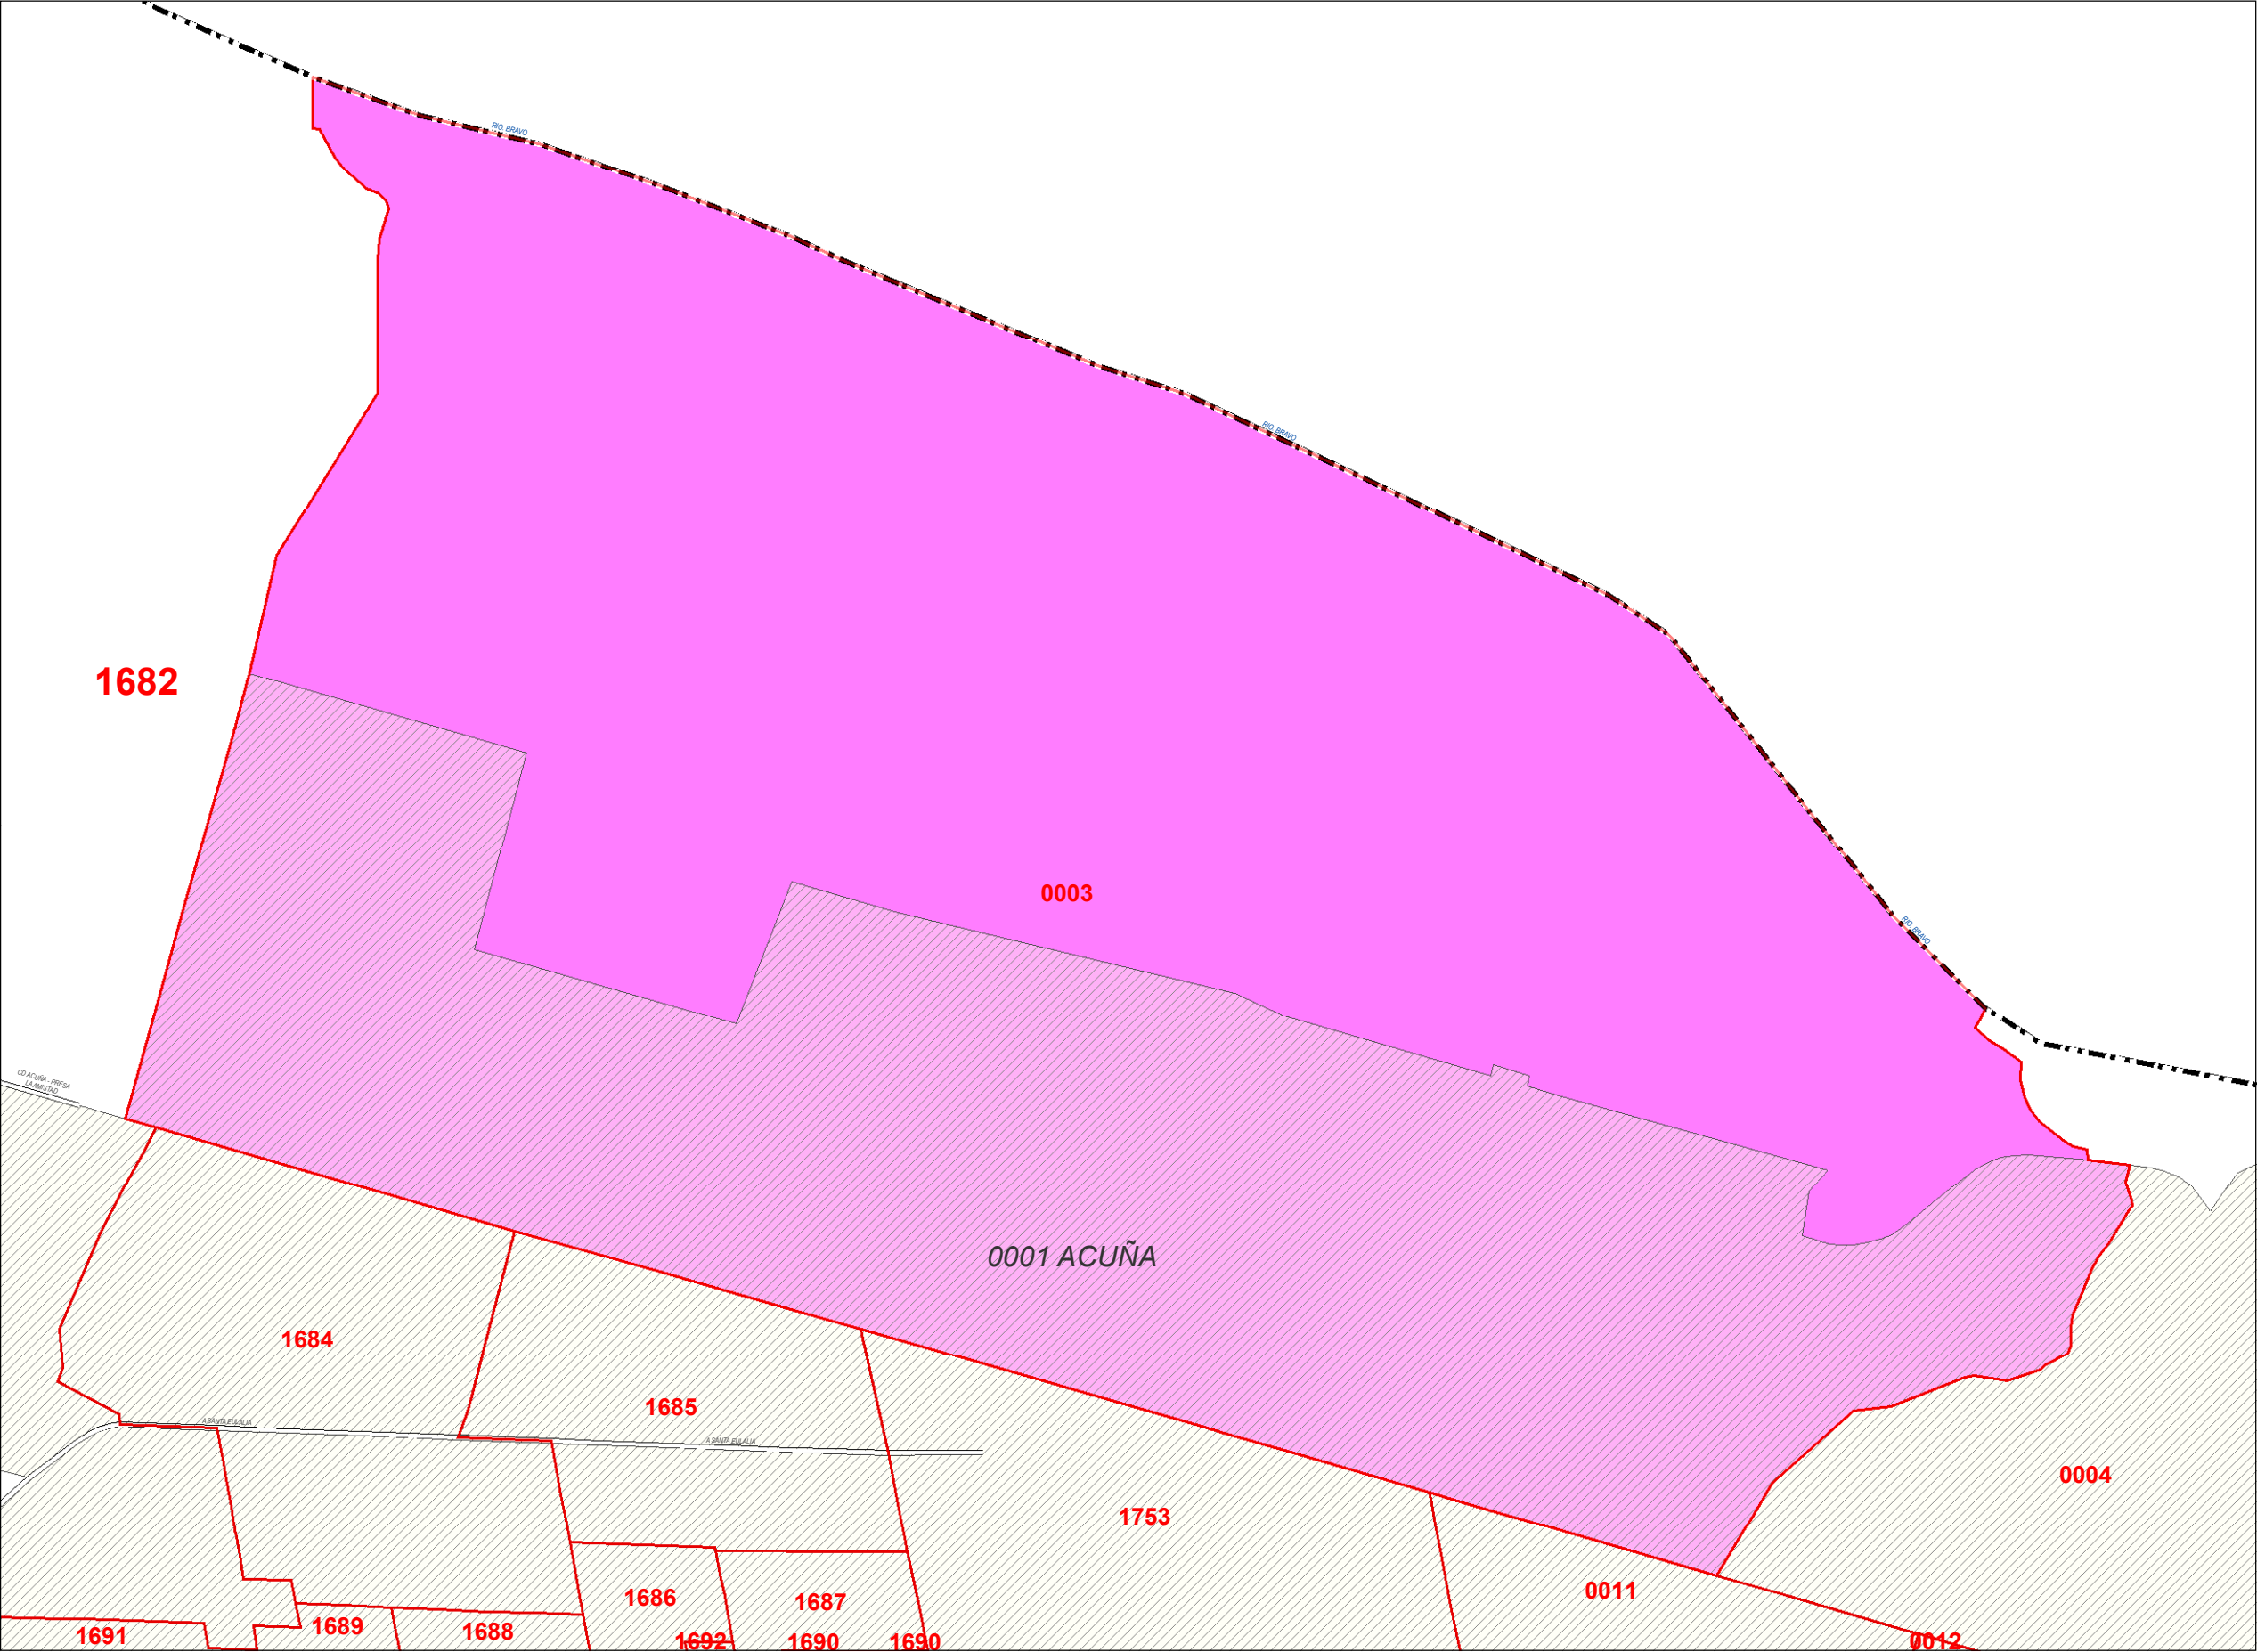 RIO BRAVO
RIO BRAVO
1682
0003
RIO BRAVO
CD ACUÑA - PRESA
LA AMISTAD
0001 ACUÑA
1684
1685
A SANTA EULALIA
A SANTA EULALIA
0004
1753
0011
1686
1687
1689
1688
1691
1692
1690
1690
0012